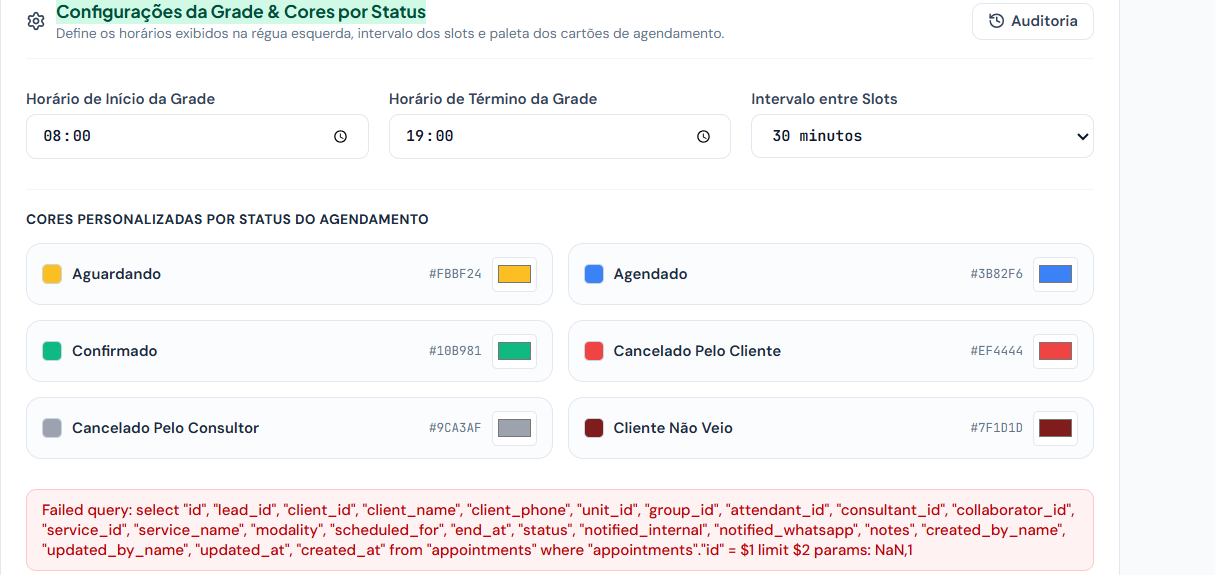 Configurações da Grade & Cores por Status
Define os horários exibidos na régua esquerda, intervalo dos slots e paleta dos cartões de agendamento.
Auditoria
Horário de Início da Grade
Horário de Término da Grade
Intervalo entre Slots
08:00
19:00
30 minutos
CORES PERSONALIZADAS POR STATUS DO AGENDAMENTO
Aguardando #FBBF24
Agendado #3B82F6
Confirmado #10B981
Cancelado Pelo Cliente #EF4444
Cancelado Pelo Consultor #9CA3AF
Cliente Não Veio #7F1D1D
Failed query: select "id", "lead_id", "client_id", "client_name", "client_phone", "unit_id", "group_id", "attendant_id", "consultant_id", "collaborator_id",
"service_id", "service_name", "modality", "scheduled_for", "end_at", "status", "notified_internal", "notified_whatsapp", "notes", "created_by_name",
"updated_by_name", "updated_at", "created_at" from "appointments" where "appointments"."id" = $1 limit $2 params: NaN,1